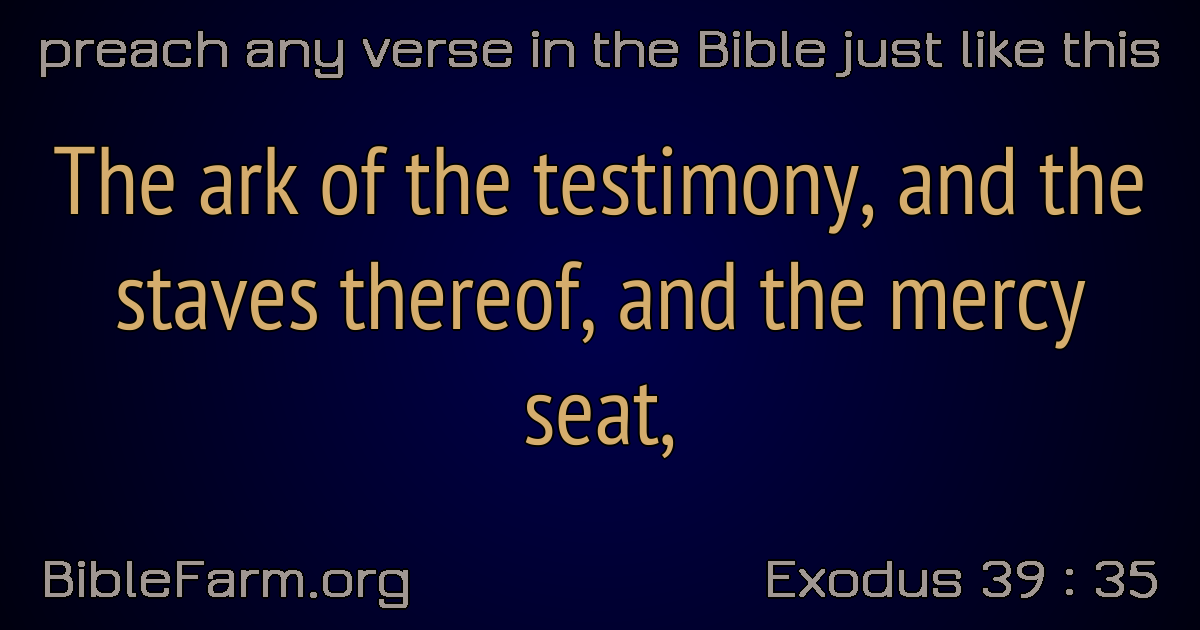 preach any verse in the Bible just like this
The ark of the testimony, and the
staves thereof, and the mercy
seat,
BibleFarm.org
Exodus 39 : 35